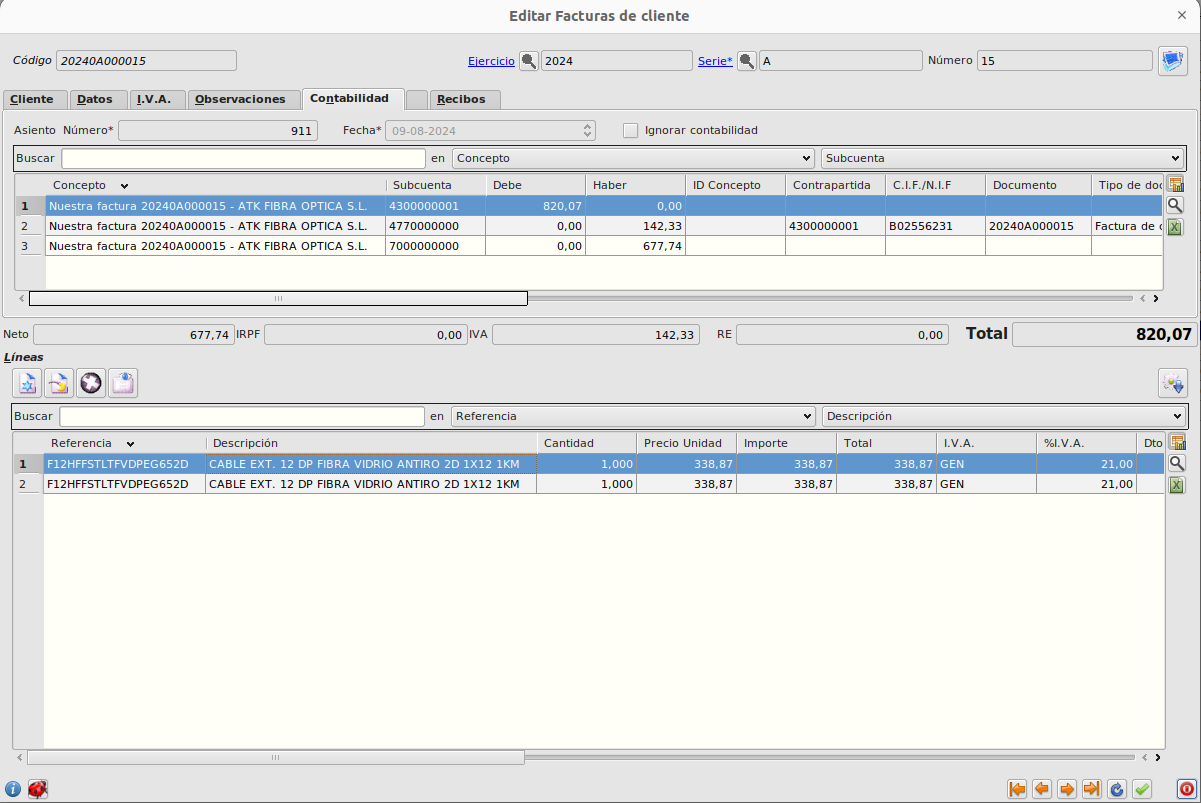 Editar Facturas de cliente
Código 20240A000015 Ejercicio 2024 Serie* A Número 15
Cliente Datos I.V.A. Observaciones Contabilidad Recibos
Asiento Número* 911 Fecha* 09-08-2024 Ignorar contabilidad
Buscar en Concepto Subcuenta
Concepto Subcuenta Debe Haber ID Concepto Contrapartida C.I.F./N.I.F Documento Tipo de doc
1 Nuestra factura 20240A000015 - ATK FIBRA OPTICA S.L. 4300000001 820,07 0,00
2 Nuestra factura 20240A000015 - ATK FIBRA OPTICA S.L. 4770000000 0,00 142,33 4300000001 B02556231 20240A000015 Factura de c
3 Nuestra factura 20240A000015 - ATK FIBRA OPTICA S.L. 7000000000 0,00 677,74
Neto 677,74 IRPF 0,00 IVA 142,33 RE 0,00 Total 820,07
Líneas
Buscar en Referencia Descripción
Referencia Descripción Cantidad Precio Unidad Importe Total I.V.A. %I.V.A. Dto
1 F12HFFSTLTFVDPEG652D CABLE EXT. 12 DP FIBRA VIDRIO ANTIRO 2D 1X12 1KM 1,000 338,87 338,87 338,87 GEN 21,00
2 F12HFFSTLTFVDPEG652D CABLE EXT. 12 DP FIBRA VIDRIO ANTIRO 2D 1X12 1KM 1,000 338,87 338,87 338,87 GEN 21,00